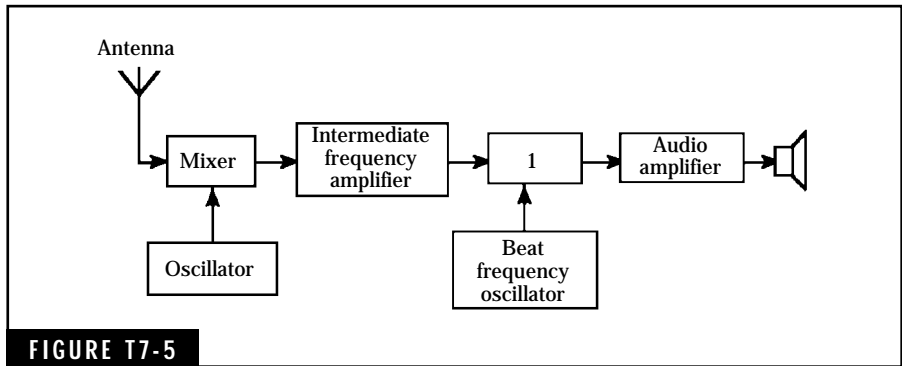 Antenna
Mixer
Intermediate
frequency
amplifier
1
Audio
amplifier
Oscillator
Beat
frequency
oscillator
FIGURE T7-5